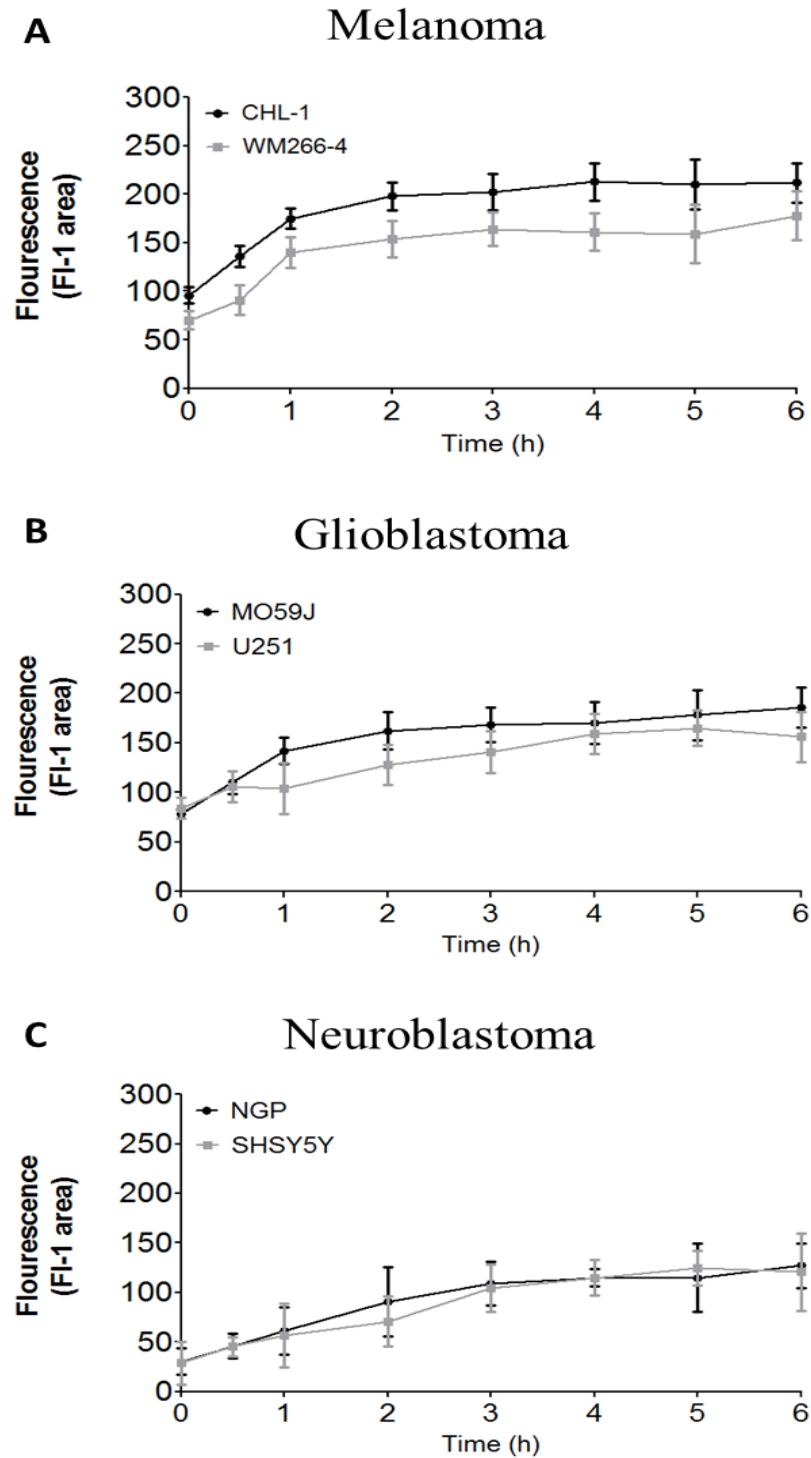 A
Melanoma
300
250
200
150
100
50
0
Flourescence
(Fl-1 area)
CHL-1
WM266-4
0 1 2 3 4 5 6
Time (h)
B
Glioblastoma
300
250
200
150
100
50
0
Flourescence
(Fl-1 area)
MO59J
U251
0 1 2 3 4 5 6
Time (h)
C
Neuroblastoma
300
250
200
150
100
50
0
Flourescence
(Fl-1 area)
NGP
SHSY5Y
0 1 2 3 4 5 6
Time (h)